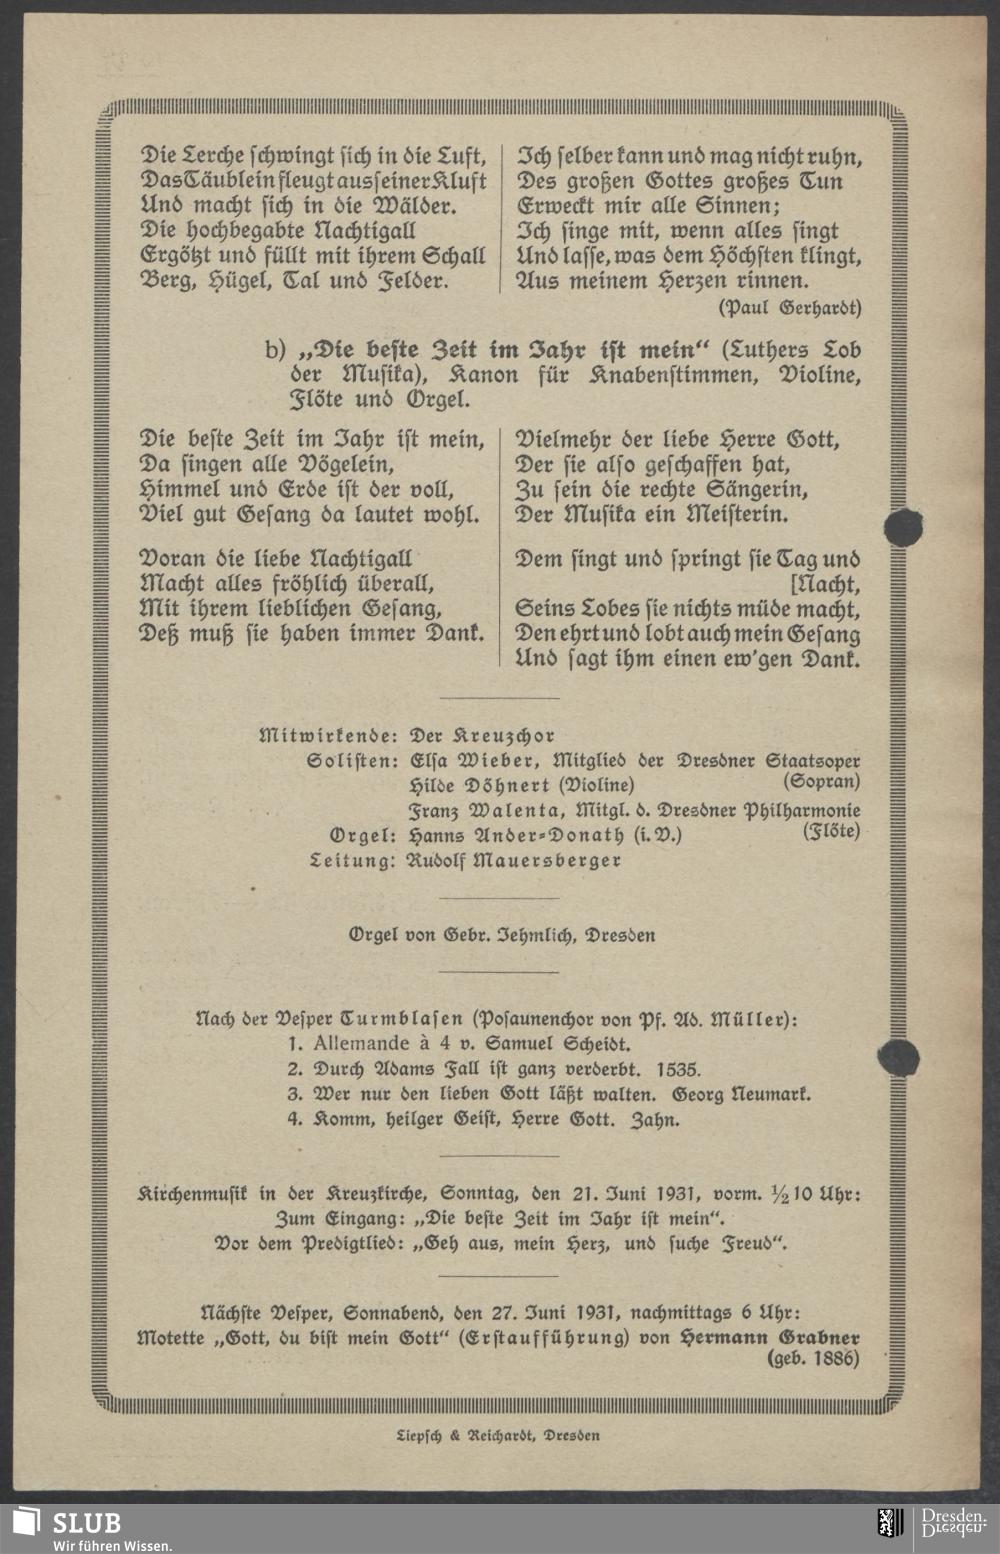 Die Lerche schwingt sich in die Luft,
Das Täublein fleugt aus seiner Kluft
Und macht sich in die Wälder.
Die hochbegabte Nachtigall
Ergötzt und füllt mit ihrem Schall
Berg, Hügel, Tal und Felder.
Ich selber kann und mag nicht ruhn,
Des großen Gottes großes Tun
Erweckt mir alle Sinnen;
Ich singe mit, wenn alles singt
Und lasse, was dem Höchsten klingt,
Aus meinem Herzen rinnen.
(Paul Gerhardt)
b) „Die beste Zeit im Jahr ist mein“ (Luthers Lob
der Musika), Kanon für Knabenstimmen, Violine,
Flöte und Orgel.
Die beste Zeit im Jahr ist mein,
Da singen alle Vögelein,
Himmel und Erde ist der voll,
Viel gut Gesang da lautet wohl.
Voran die liebe Nachtigall
Macht alles fröhlich überall,
Mit ihrem lieblichen Gesang,
Deß muß sie haben immer Dank.
Vielmehr der liebe Herre Gott,
Der sie also geschaffen hat,
Zu sein die rechte Sängerin,
Der Musika ein Meisterin.
Dem singt und springt sie Tag und
[Nacht,
Seins Lobes sie nichts müde macht,
Den ehrt und lobt auch mein Gesang
Und sagt ihm einen ew'gen Dank.
Mitwirkende: Der Kreuzchor
Solisten: Elsa Wieber, Mitglied der Dresdner Staatsoper
(Sopran)
Hilde Döhnert (Violine)
Franz Walenta, Mitgl. d. Dresdner Philharmonie
(Flöte)
Orgel: Hanns Ander-Donath (i. V.)
Leitung: Rudolf Mauersberger
Orgel von Gebr. Jehmlich, Dresden
Nach der Vesper Turmblasen (Posaunenchor von Pf. Ad. Müller):
1. Allemande à 4 v. Samuel Scheidt.
2. Durch Adams Fall ist ganz verderbt. 1535.
3. Wer nur den lieben Gott läßt walten. Georg Neumark.
4. Komm, heilger Geist, Herre Gott. Zahn.
Kirchenmusik in der Kreuzkirche, Sonntag, den 21. Juni 1931, vorm. ½10 Uhr:
Zum Eingang: „Die beste Zeit im Jahr ist mein“.
Vor dem Predigtlied: „Geh aus, mein Herz, und suche Freud“.
Nächste Vesper, Sonnabend, den 27. Juni 1931, nachmittags 6 Uhr:
Motette „Gott, du bist mein Gott“ (Erstaufführung) von Hermann Grabner
(geb. 1886)
Liepsch & Reichardt, Dresden
SLUB
Wir führen Wissen.
Dresden.
Dresden.